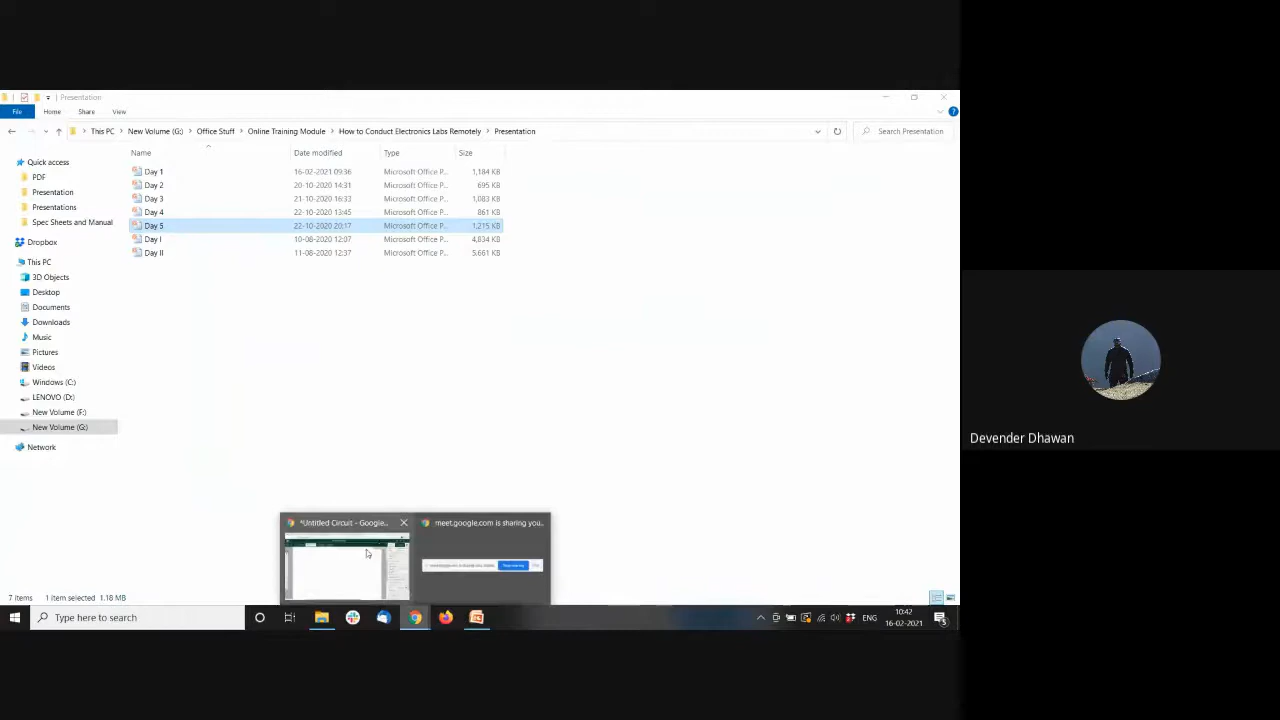 Presentation
File Home Share View
This PC New Volume (G:) Office Stuff Online Training Module How to Conduct Electronics Labs Remotely Presentation Search Presentation
Name Date modified Type Size
Quick access
PDF
Presentation
Presentations
Spec Sheets and Manual
Dropbox
This PC
3D Objects
Desktop
Documents
Downloads
Music
Pictures
Videos
Windows (C:)
LENOVO (D:)
New Volume (F:)
New Volume (G:)
Network
Day 1 16-02-2021 09:36 Microsoft Office P... 1,184 KB
Day 2 20-10-2020 14:31 Microsoft Office P... 695 KB
Day 3 21-10-2020 16:33 Microsoft Office P... 1,083 KB
Day 4 22-10-2020 13:45 Microsoft Office P... 861 KB
Day 5 22-10-2020 20:17 Microsoft Office P... 1,215 KB
Day I 10-08-2020 12:07 Microsoft Office P... 4,834 KB
Day II 11-08-2020 12:37 Microsoft Office P... 5,661 KB
*Untitled Circuit - Google... meet.google.com is sharing you...
7 items 1 item selected 1.18 MB
Type here to search
ENG
10:42
16-02-2021
Devender Dhawan